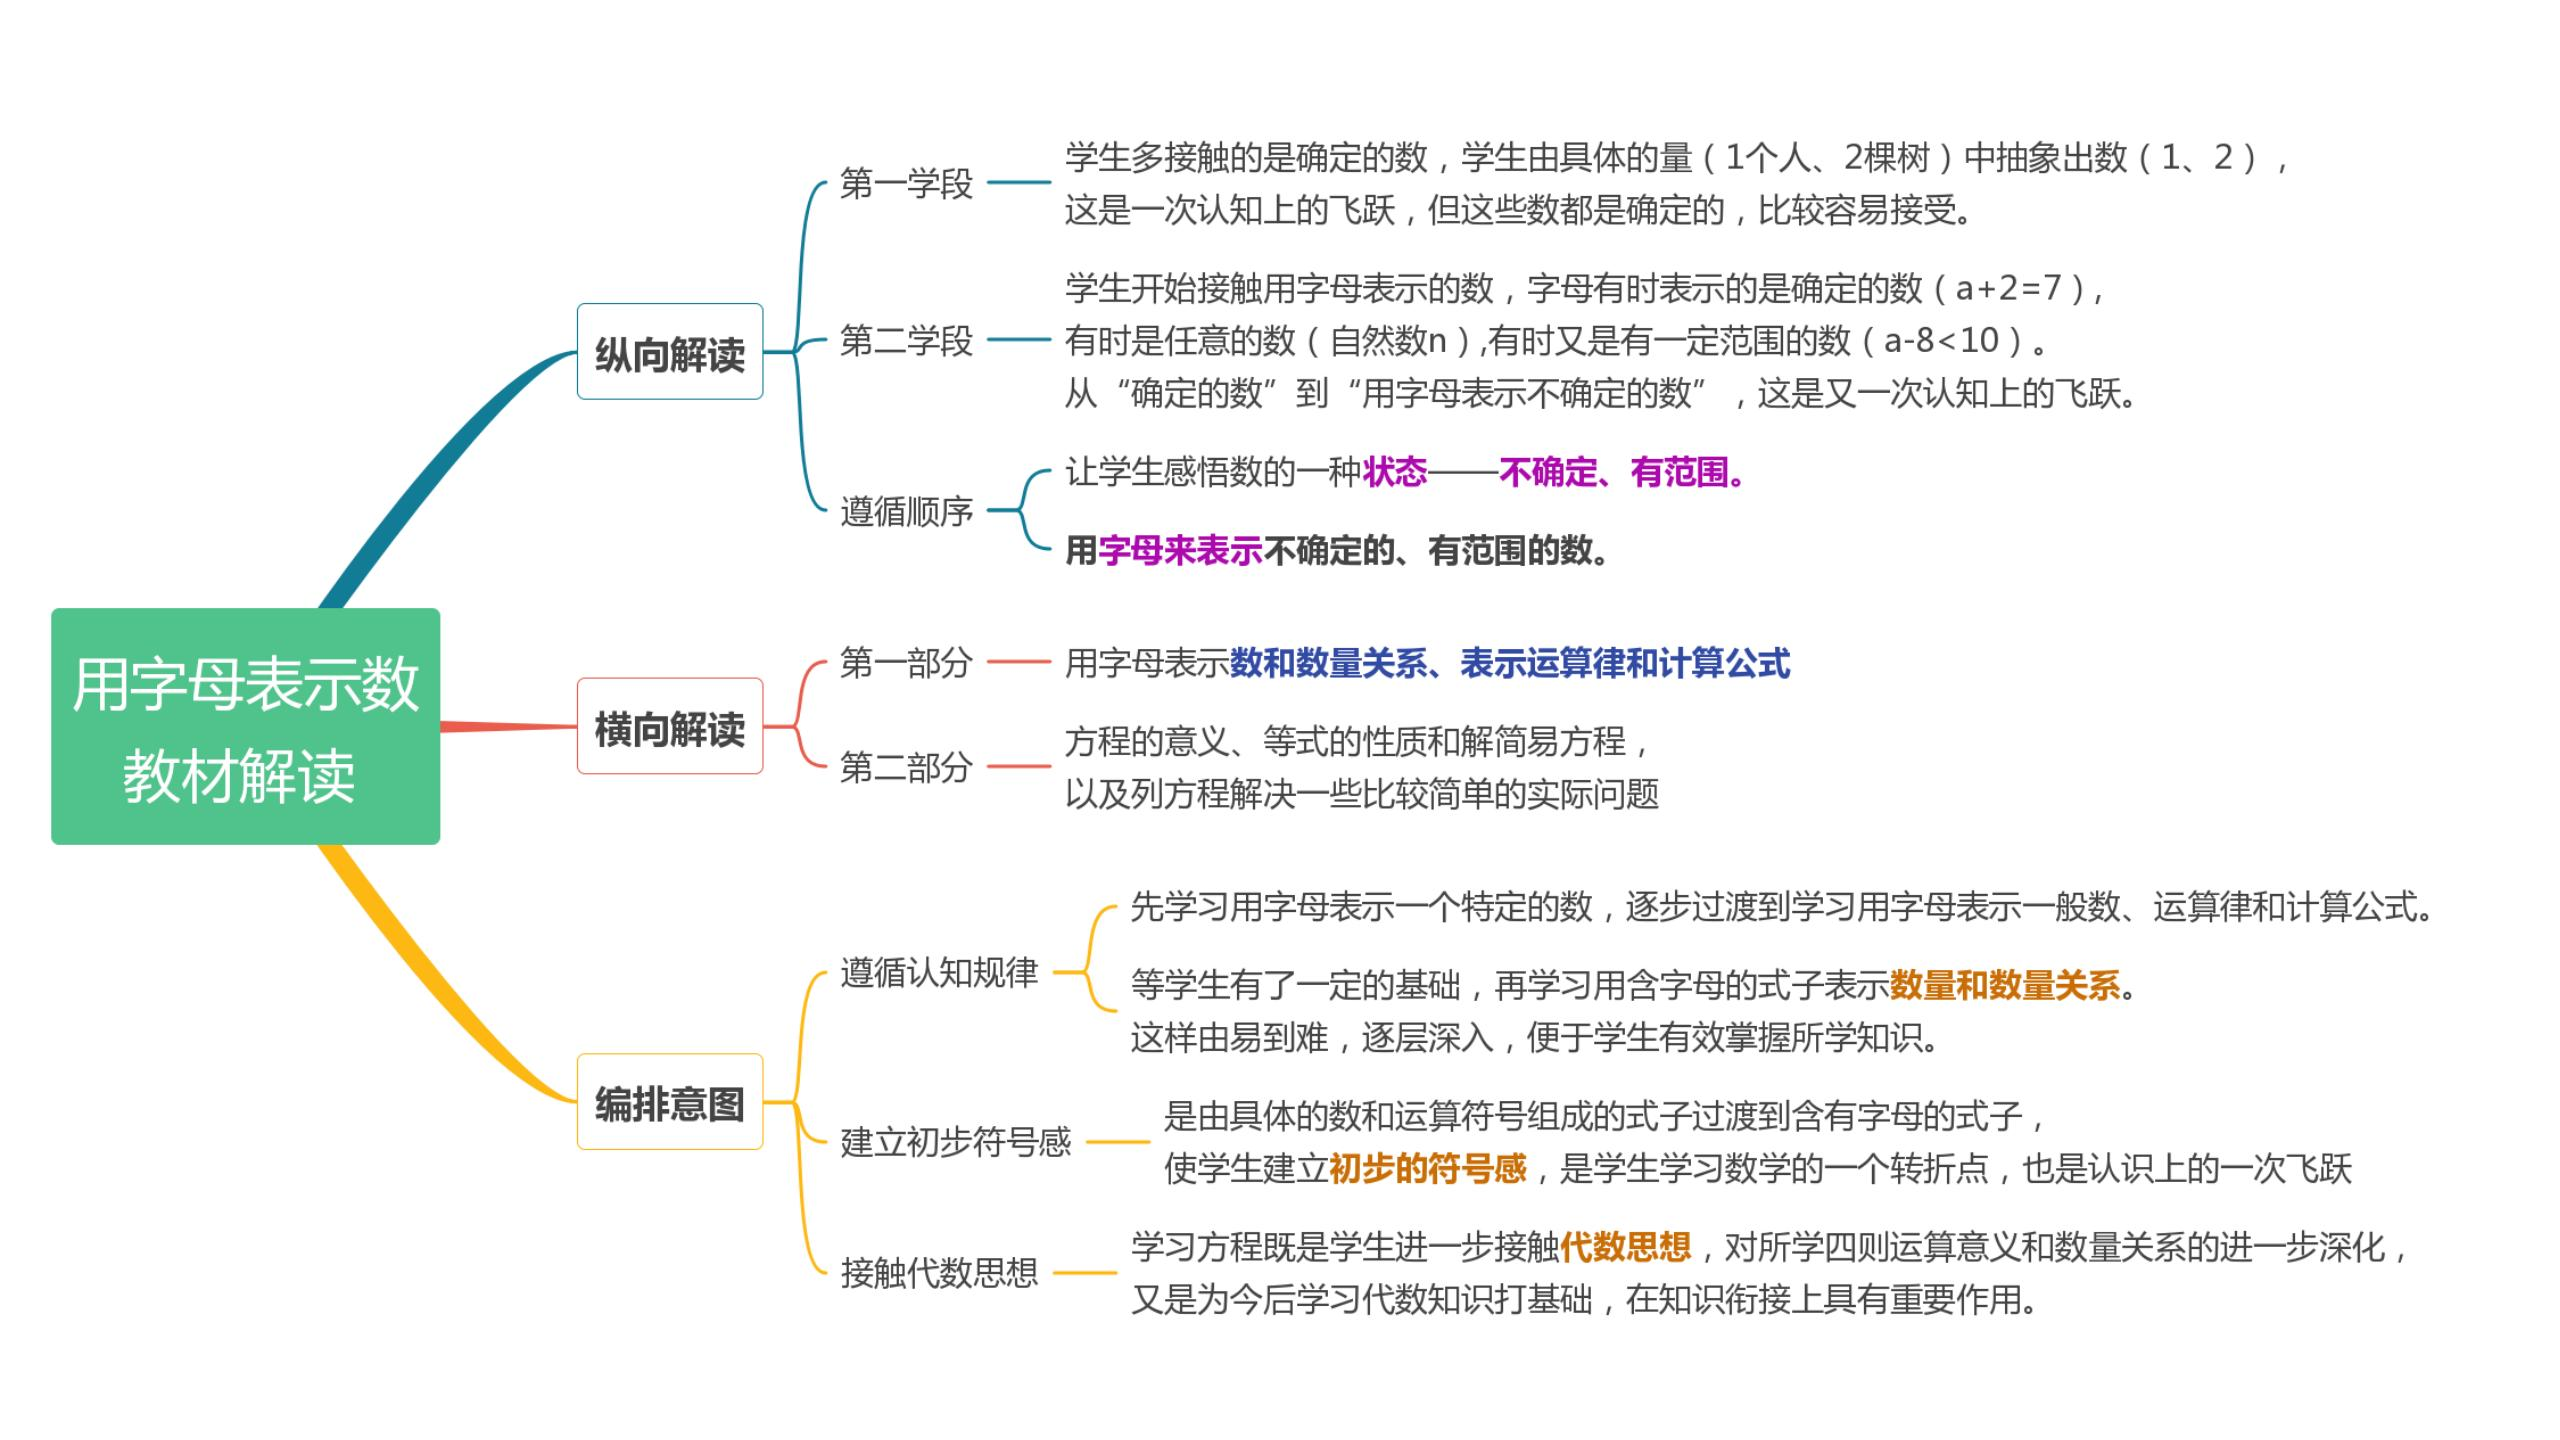 用字母表示数
教材解读
纵向解读
第一学段
学生多接触的是确定的数，学生由具体的量（1个人、2棵树）中抽象出数（1、2），
这是一次认知上的飞跃，但这些数都是确定的，比较容易接受。
第二学段
学生开始接触用字母表示的数，字母有时表示的是确定的数（a+2=7），
有时是任意的数（自然数n）,有时又是有一定范围的数（a-8<10）。
从“确定的数”到“用字母表示不确定的数”，这是又一次认知上的飞跃。
遵循顺序
让学生感悟数的一种状态——不确定、有范围。
用字母来表示不确定的、有范围的数。
横向解读
第一部分
用字母表示数和数量关系、表示运算律和计算公式
第二部分
方程的意义、等式的性质和解简易方程，
以及列方程解决一些比较简单的实际问题
编排意图
遵循认知规律
先学习用字母表示一个特定的数，逐步过渡到学习用字母表示一般数、运算律和计算公式。
等学生有了一定的基础，再学习用含字母的式子表示数量和数量关系。
这样由易到难，逐层深入，便于学生有效掌握所学知识。
建立初步符号感
是由具体的数和运算符号组成的式子过渡到含有字母的式子，
使学生建立初步的符号感，是学生学习数学的一个转折点，也是认识上的一次飞跃
接触代数思想
学习方程既是学生进一步接触代数思想，对所学四则运算意义和数量关系的进一步深化，
又是为今后学习代数知识打基础，在知识衔接上具有重要作用。